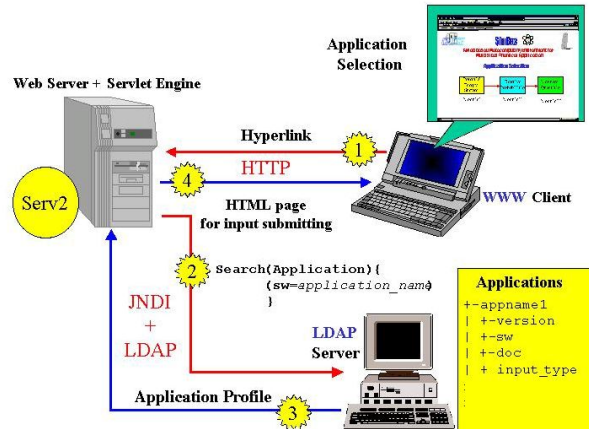 Application
Selection
Application Selection
Web Server + Servlet Engine
Hyperlink
1
HTTP
4
HTML page
for input submitting
WWW Client
Serv2
2
Search(Application){
(sw=application_name)
}
JNDI
+
LDAP
LDAP
Server
Application Profile
3
Applications
+-appname1
| +-version
| +-sw
| +-doc
| + input_type
:
: